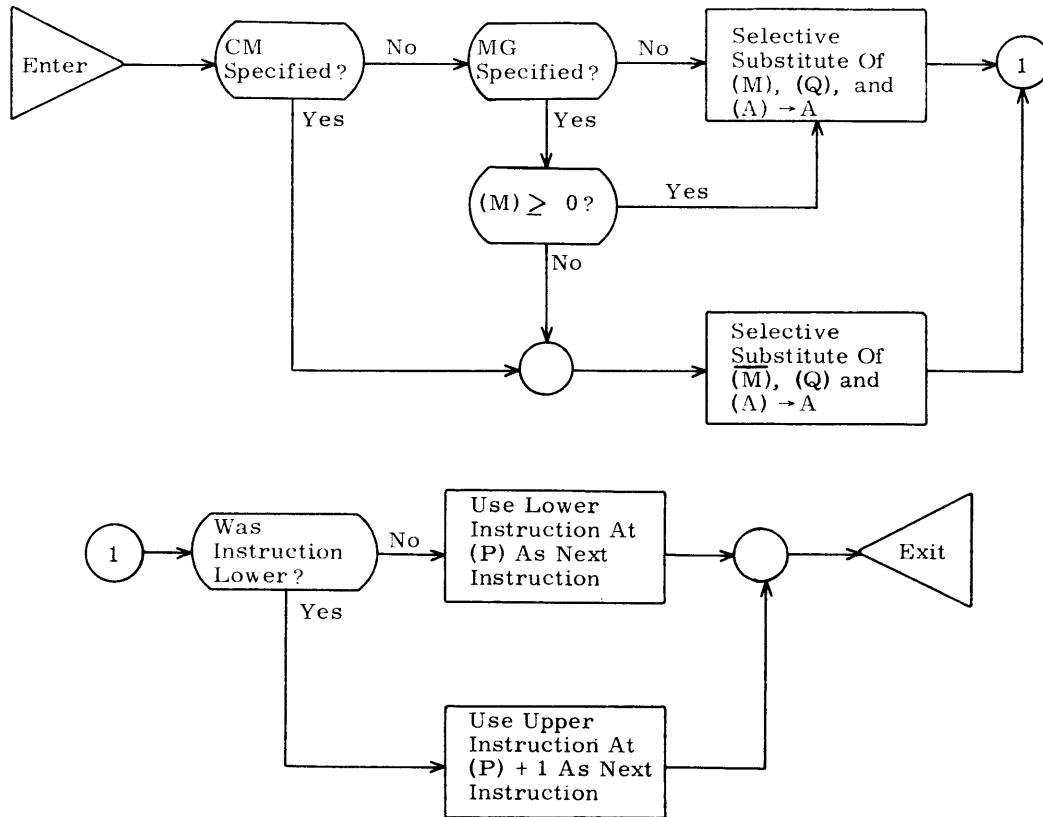 Enter
CM
Specified?
No
MG
Specified?
No
Selective
Substitute Of
(M), (Q), and
(A) → A
1
Yes
Yes
(M) ≥ 0?
Yes
No
Selective
Substitute Of
(M̅), (Q) and
(A) → A
1
Was
Instruction
Lower?
No
Use Lower
Instruction At
(P) As Next
Instruction
Exit
Yes
Use Upper
Instruction At
(P) + 1 As Next
Instruction